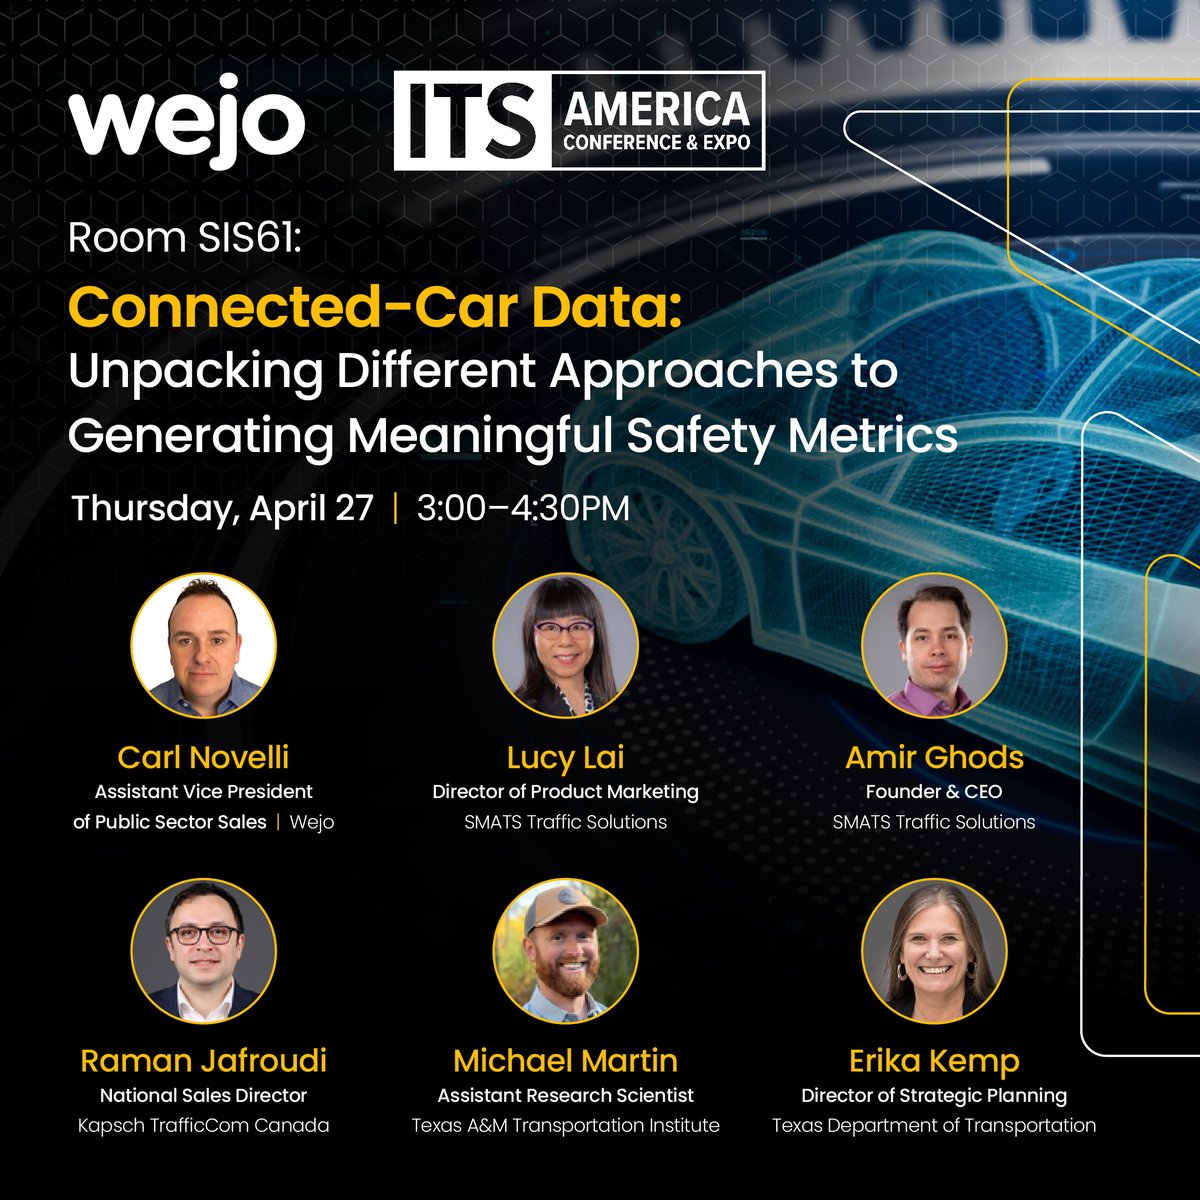 wejo
ITS AMERICA
CONFERENCE & EXPO
Room SIS61:
Connected-Car Data:
Unpacking Different Approaches to
Generating Meaningful Safety Metrics
Thursday, April 27 | 3:00–4:30PM
Carl Novelli
Assistant Vice President
of Public Sector Sales | Wejo
Lucy Lai
Director of Product Marketing
SMATS Traffic Solutions
Amir Ghods
Founder & CEO
SMATS Traffic Solutions
Raman Jafroudi
National Sales Director
Kapsch TrafficCom Canada
Michael Martin
Assistant Research Scientist
Texas A&M Transportation Institute
Erika Kemp
Director of Strategic Planning
Texas Department of Transportation